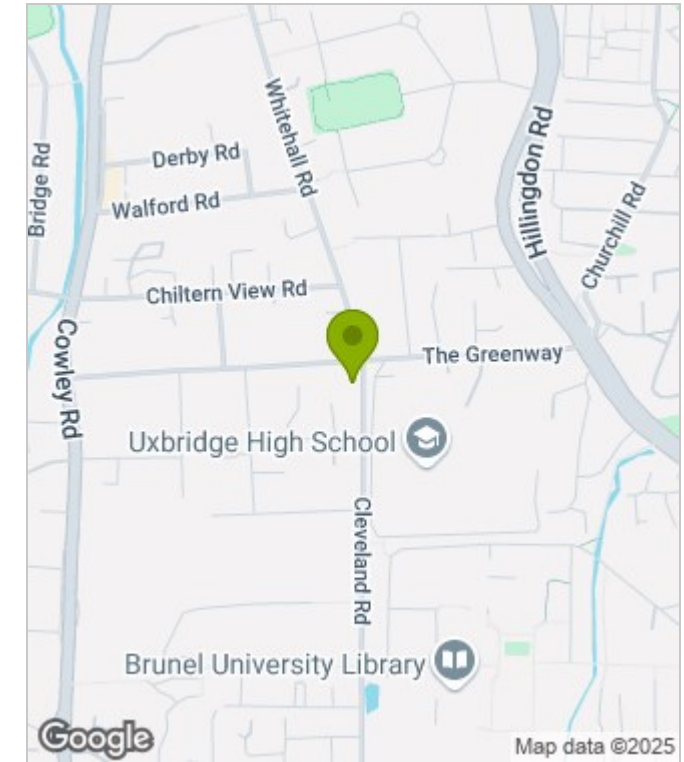 Bridge Rd
Derby Rd
Whitehall Rd
Walford Rd
Hillingdon Rd
Churchill Rd
Chiltern View Rd
Cowley Rd
The Greenway
Uxbridge High School
Cleveland Rd
Brunel University Library
Google
Map data ©2025